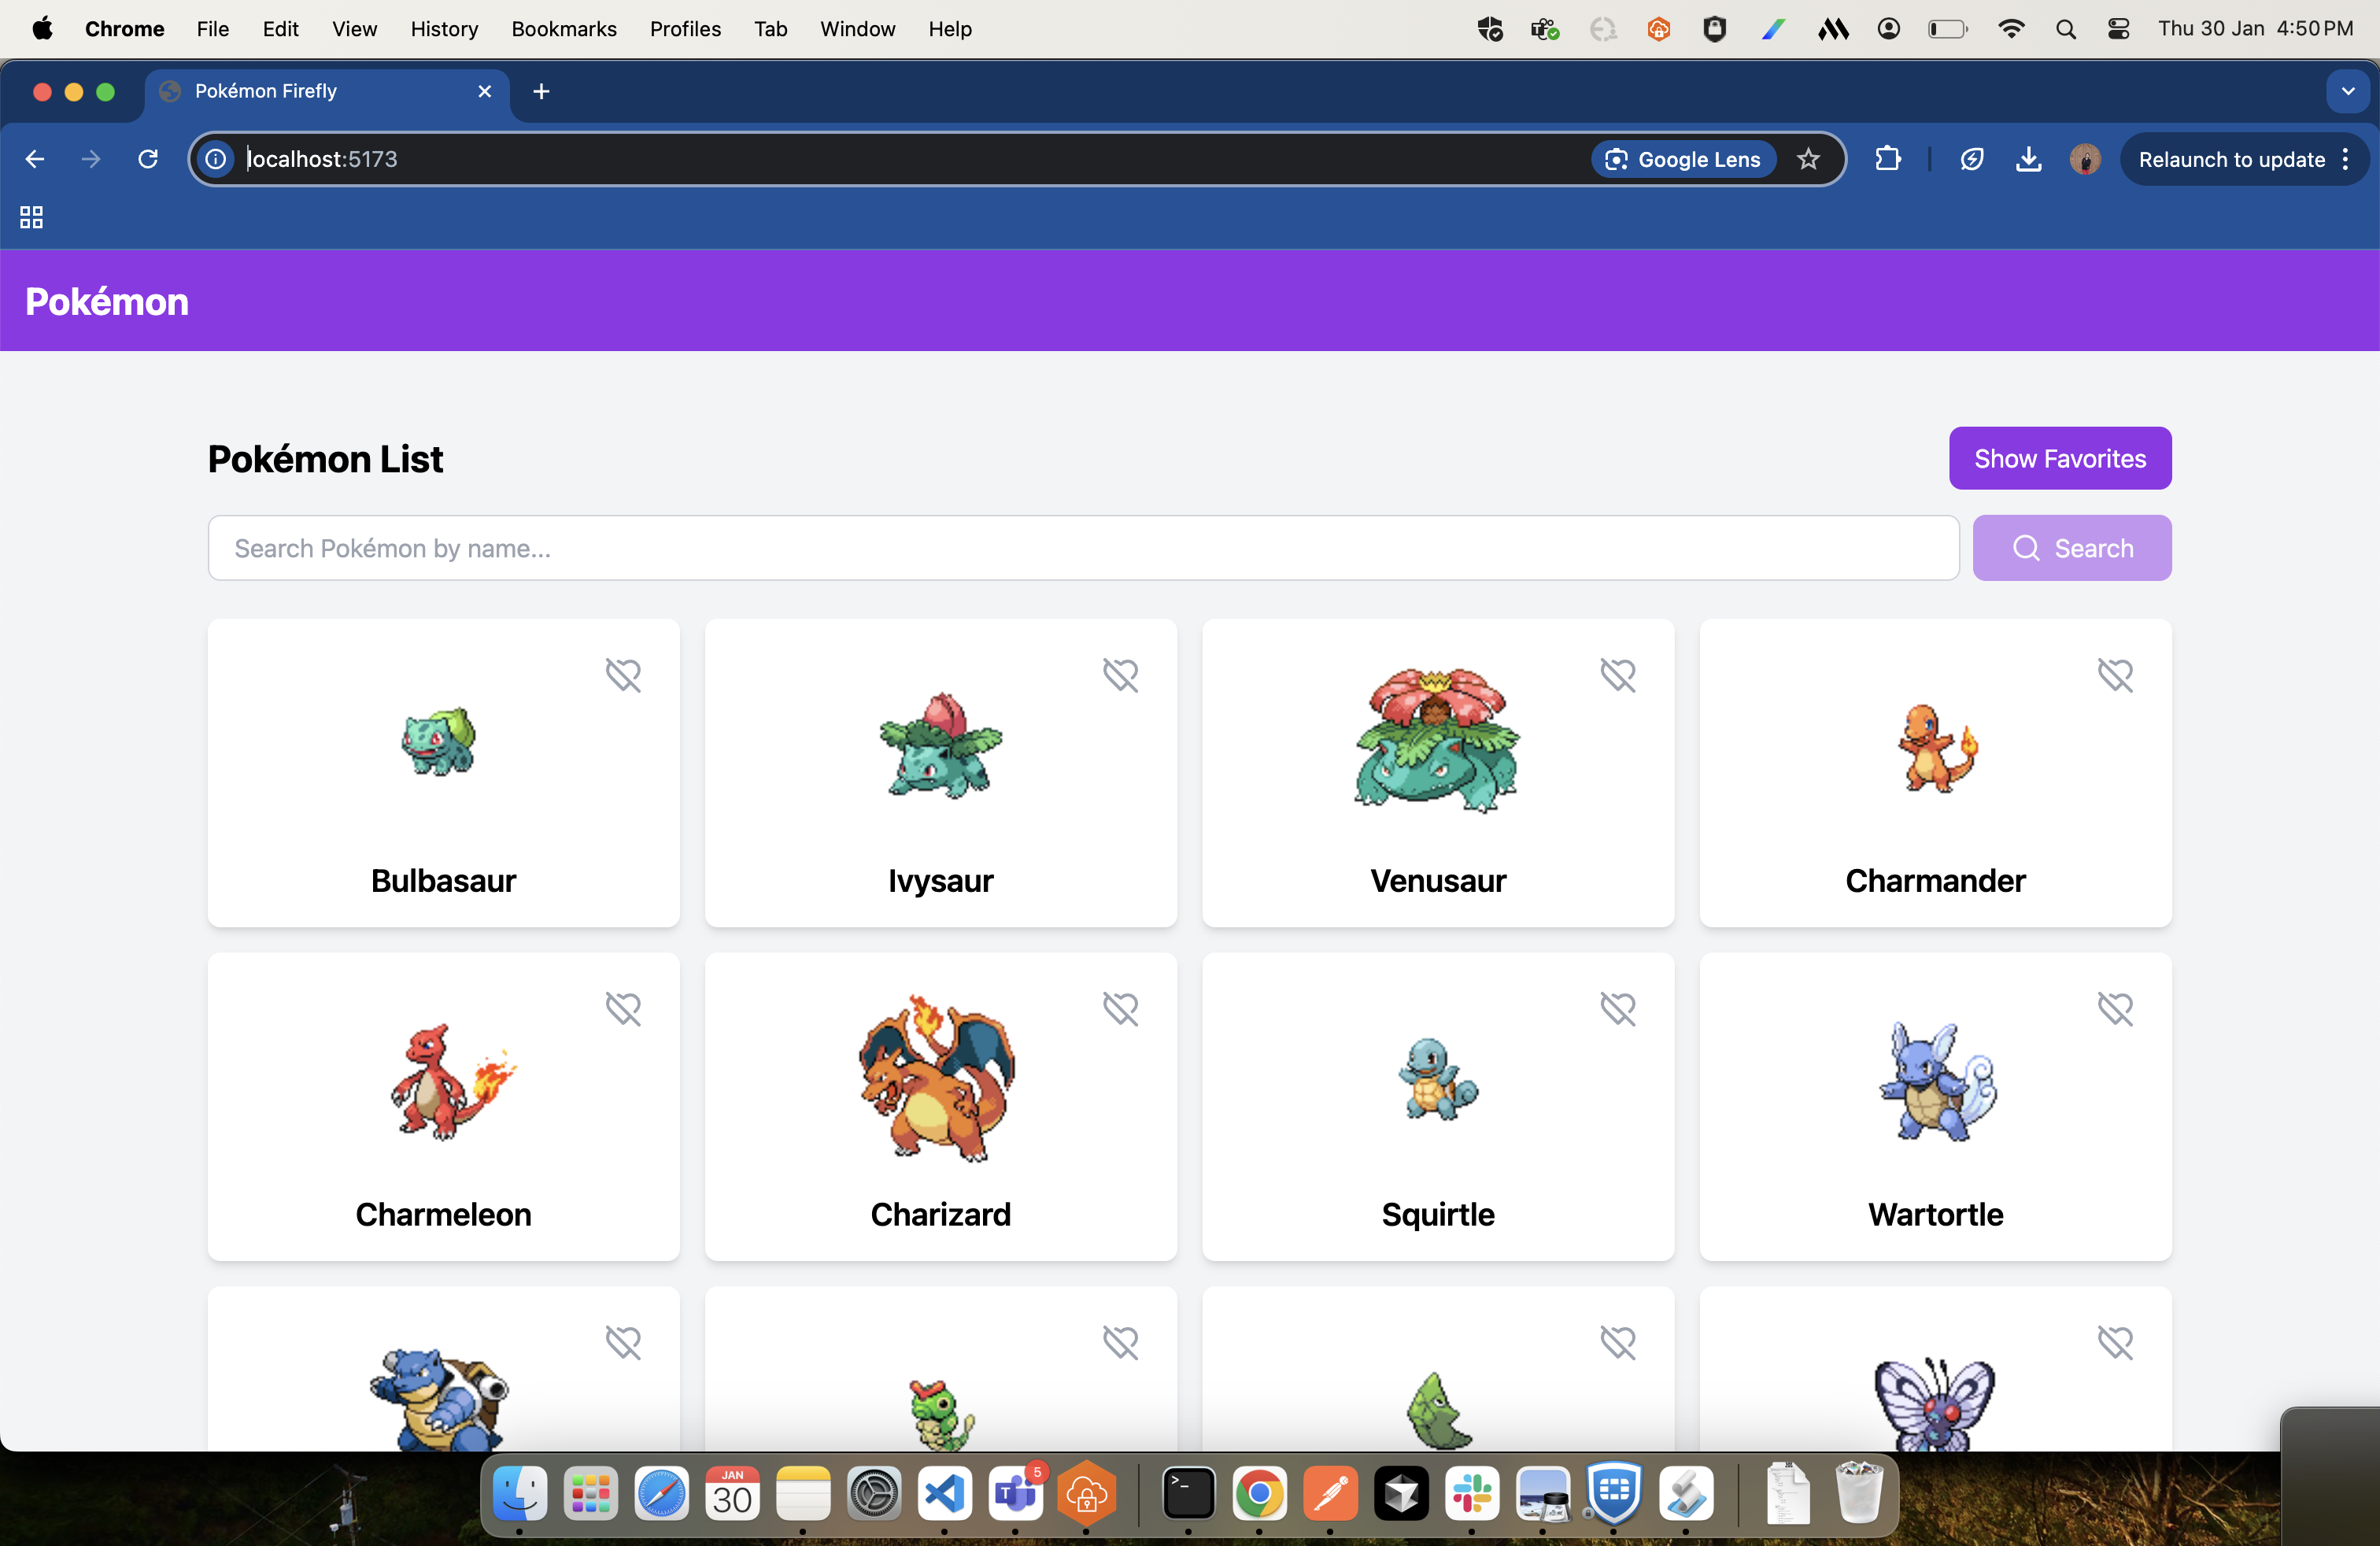 Chrome File Edit View History Bookmarks Profiles Tab Window Help Thu 30 Jan 4:50 PM
Pokémon Firefly
localhost:5173 Google Lens Relaunch to update
Pokémon
Pokémon List Show Favorites
Search Pokémon by name... Search
Bulbasaur Ivysaur Venusaur Charmander
Charmeleon Charizard Squirtle Wartortle
JAN 5
30 T